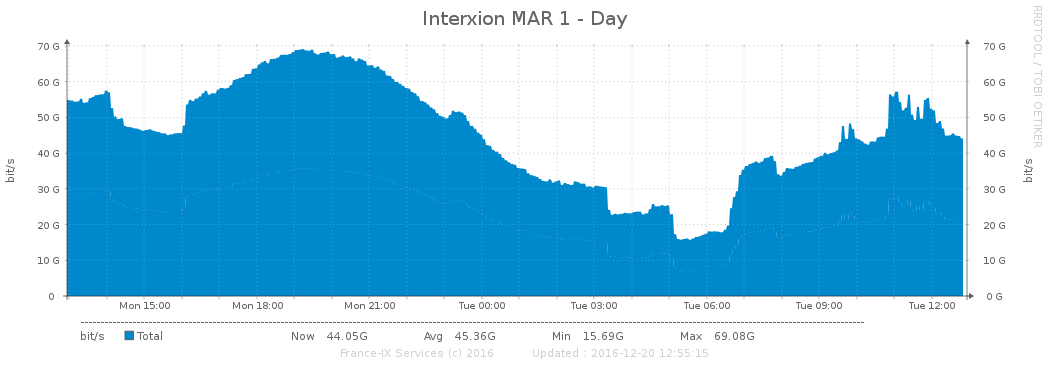 Interxion MAR 1 - Day
RRDTOOL / TOBI OETIKER
bit/s
70 G 70 G
60 G 60 G
50 G 50 G
40 G 40 G
30 G 30 G
20 G 20 G
10 G 10 G
0 0 G
bit/s
Mon 15:00 Mon 18:00 Mon 21:00 Tue 00:00 Tue 03:00 Tue 06:00 Tue 09:00 Tue 12:00
bit/s Total Now 44.05G Avg 45.36G Min 15.69G Max 69.08G
France-IX Services (c) 2016 Updated : 2016-12-20 12:55:15